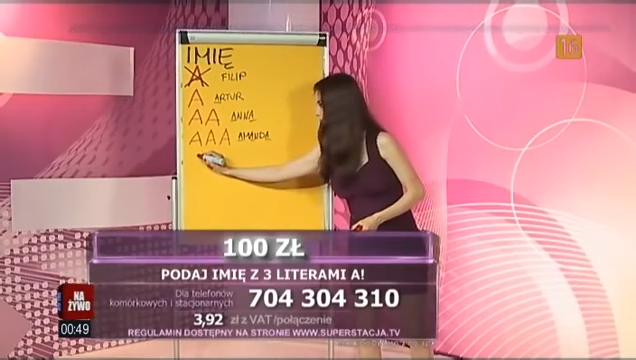 IMIĘ
A FILIP
A ARTUR
AA ANNA
AAA AMANDA
16
100 ZŁ
PODAJ IMIĘ Z 3 LITERAMI A!
Dla telefonów
komórkowych i stacjonarnych
704 304 310
3,92 zł z VAT/połączenie
REGULAMIN DOSTĘPNY NA STRONIE WWW.SUPERSTACJA.TV
NA
ŻYWO
00:49